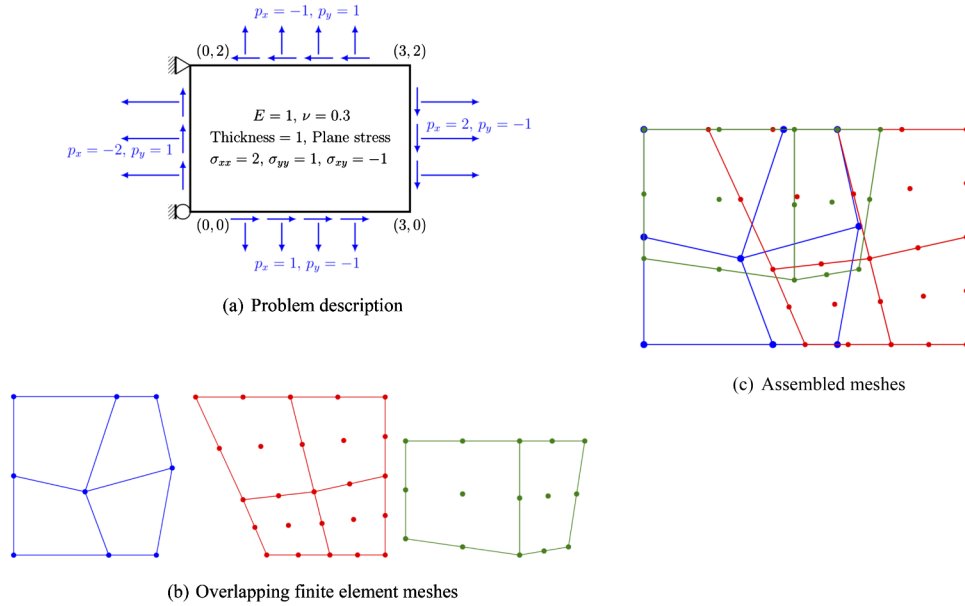 p_x = −1, p_y = 1
(0, 2)
(3, 2)
E = 1, ν = 0.3
Thickness = 1, Plane stress
σ_xx = 2, σ_yy = 1, σ_xy = −1
p_x = −2, p_y = 1
p_x = 2, p_y = −1
(0, 0)
(3, 0)
p_x = 1, p_y = −1
(a) Problem description
(c) Assembled meshes
(b) Overlapping finite element meshes